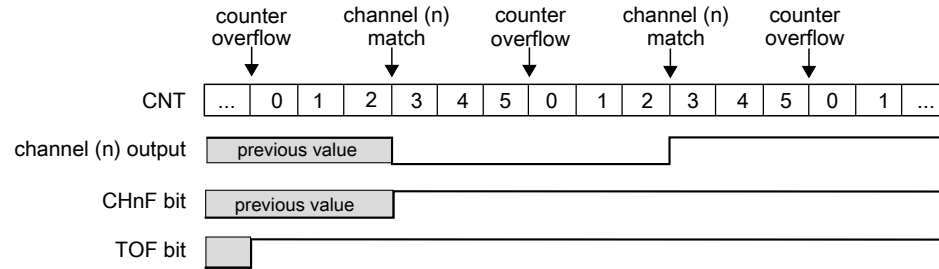 counter overflow
channel (n) match
counter overflow
channel (n) match
counter overflow
CNT ... 0 1 2 3 4 5 0 1 2 3 4 5 0 1 ...
channel (n) output previous value
CHnF bit previous value
TOF bit